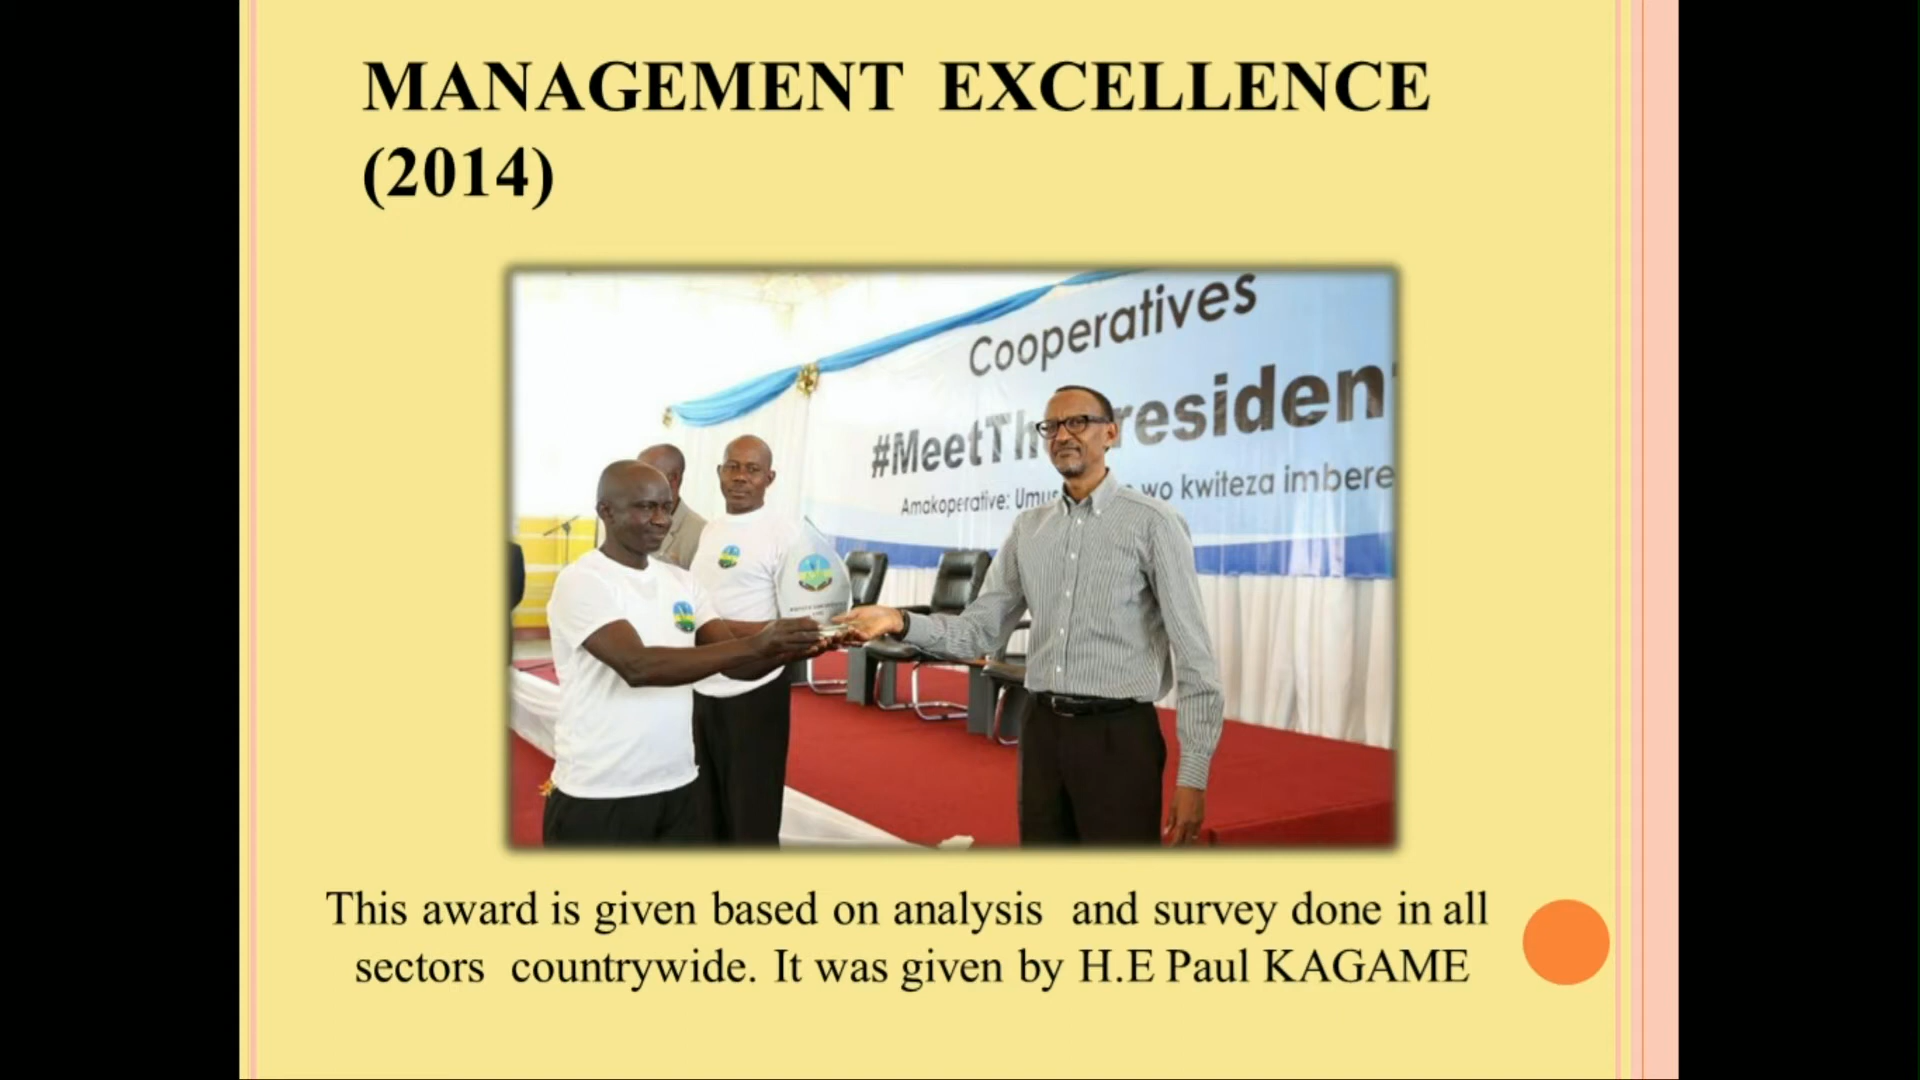 MANAGEMENT EXCELLENCE
(2014)
Cooperatives
#MeetTh resident
Amakoperative: Umus wo kwiteza imbere
This award is given based on analysis and survey done in all
sectors countrywide. It was given by H.E Paul KAGAME